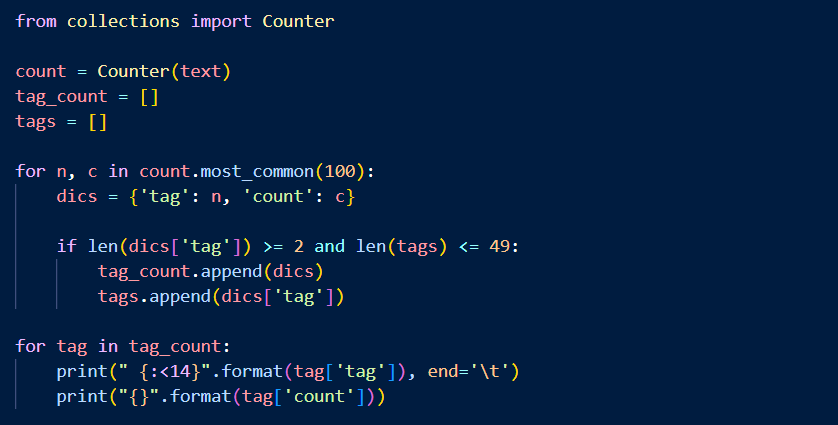 from collections import Counter
count = Counter(text)
tag_count = []
tags = []
for n, c in count.most_common(100):
    dics = {'tag': n, 'count': c}
    if len(dics['tag']) >= 2 and len(tags) <= 49:
        tag_count.append(dics)
        tags.append(dics['tag'])
for tag in tag_count:
    print(" {:<14}".format(tag['tag']), end='\t')
    print("{}".format(tag['count']))